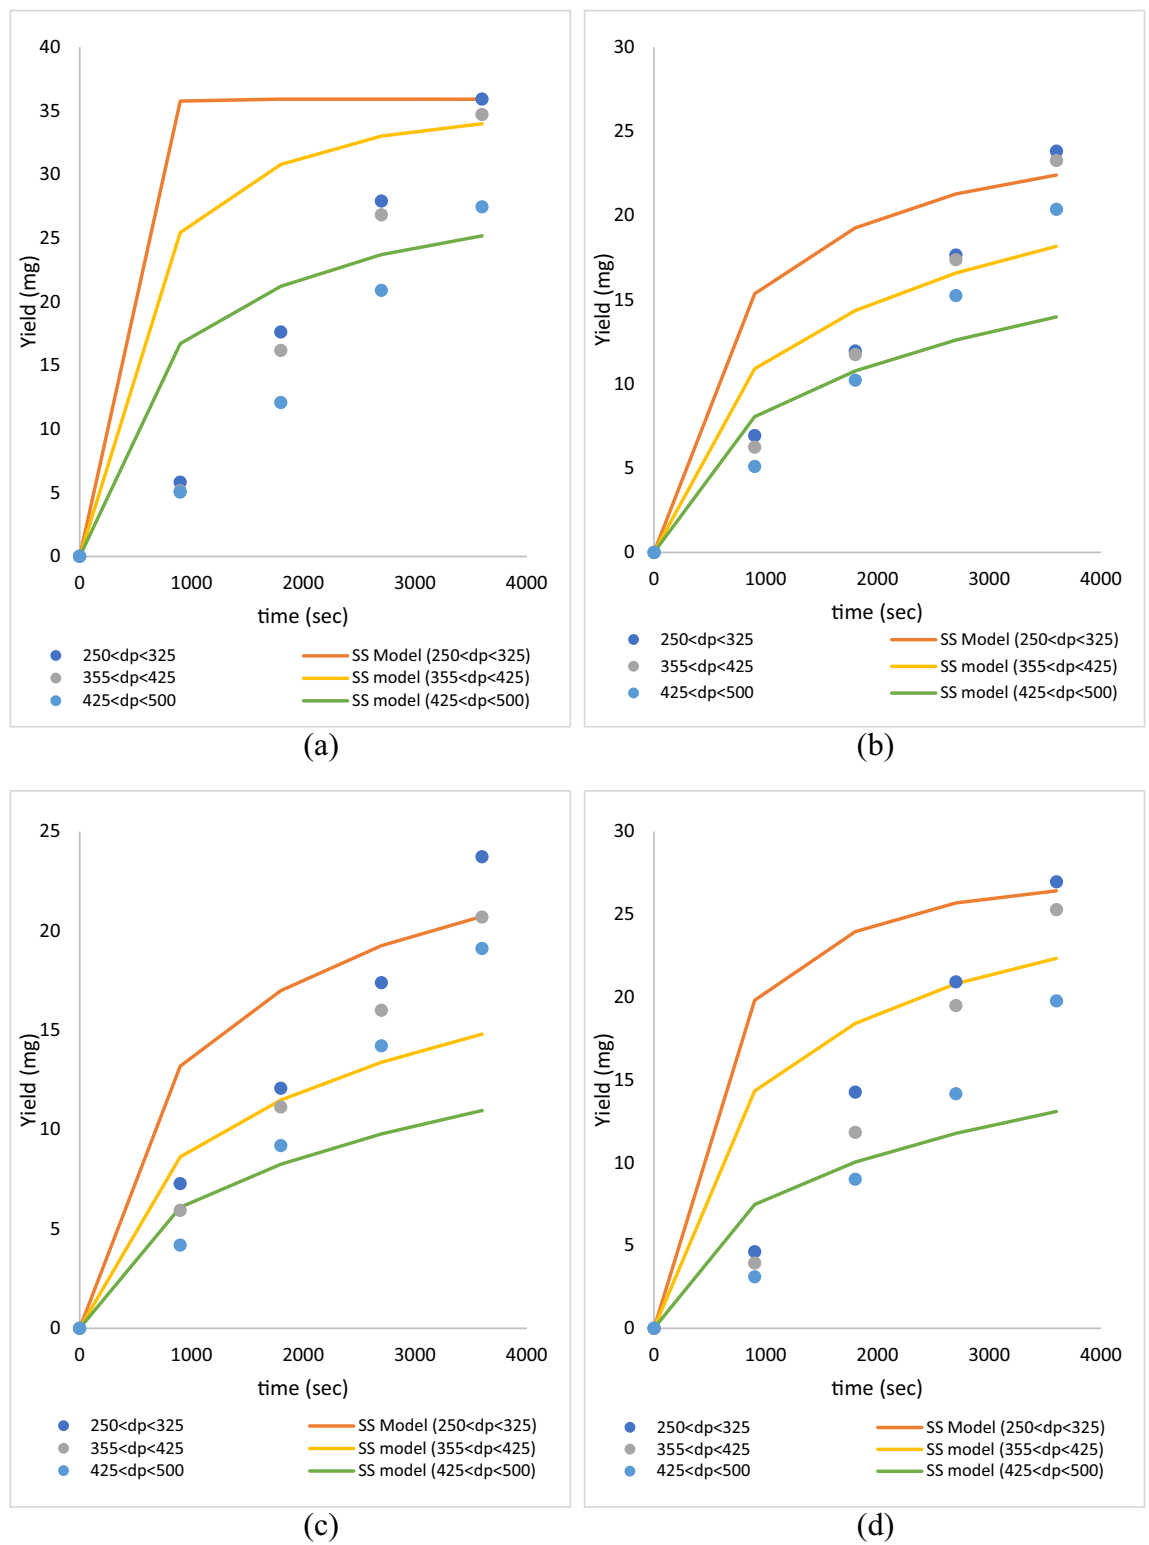 40
35
30
25
20
15
10
5
0
Yield (mg)
0 1000 2000 3000 4000
time (sec)
250<dp<325 SS Model (250<dp<325)
355<dp<425 SS model (355<dp<425)
425<dp<500 SS model (425<dp<500)
(a)
30
25
20
15
10
5
0
Yield (mg)
0 1000 2000 3000 4000
time (sec)
250<dp<325 SS Model (250<dp<325)
355<dp<425 SS model (355<dp<425)
425<dp<500 SS model (425<dp<500)
(b)
25
20
15
10
5
0
Yield (mg)
0 1000 2000 3000 4000
time (sec)
250<dp<325 SS Model (250<dp<325)
355<dp<425 SS model (355<dp<425)
425<dp<500 SS model (425<dp<500)
(c)
30
25
20
15
10
5
0
Yield (mg)
0 1000 2000 3000 4000
time (sec)
250<dp<325 SS Model (250<dp<325)
355<dp<425 SS model (355<dp<425)
425<dp<500 SS model (425<dp<500)
(d)